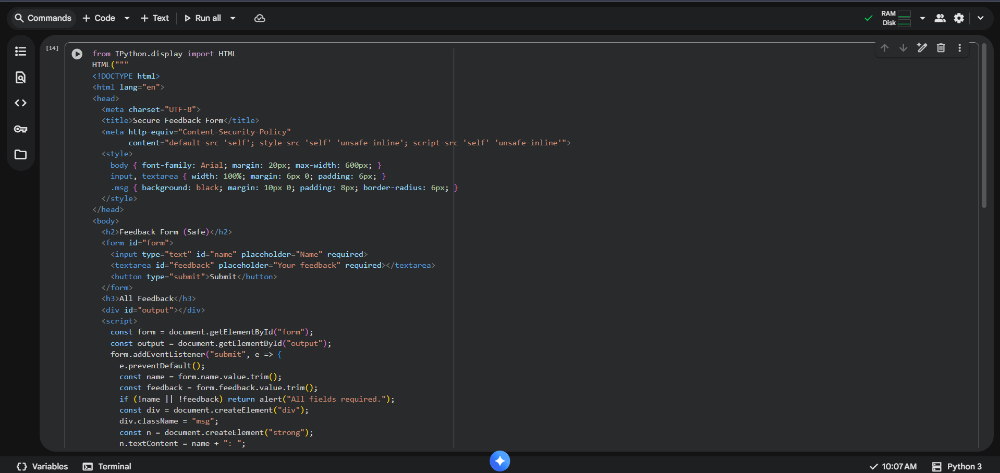 Commands + Code + Text Run all
RAM
Disk
[14]
from IPython.display import HTML
HTML("""
<!DOCTYPE html>
<html lang="en">
<head>
  <meta charset="UTF-8">
  <title>Secure Feedback Form</title>
  <meta http-equiv="Content-Security-Policy"
        content="default-src 'self'; style-src 'self' 'unsafe-inline'; script-src 'self' 'unsafe-inline'">
  <style>
    body { font-family: Arial; margin: 20px; max-width: 600px; }
    input, textarea { width: 100%; margin: 6px 0; padding: 6px; }
    .msg { background: black; margin: 10px 0; padding: 8px; border-radius: 6px; }
  </style>
</head>
<body>
  <h2>Feedback Form (Safe)</h2>
  <form id="form">
    <input type="text" id="name" placeholder="Name" required>
    <textarea id="feedback" placeholder="Your feedback" required></textarea>
    <button type="submit">Submit</button>
  </form>
  <h3>All Feedback</h3>
  <div id="output"></div>
  <script>
    const form = document.getElementById("form");
    const output = document.getElementById("output");
    form.addEventListener("submit", e => {
      e.preventDefault();
      const name = form.name.value.trim();
      const feedback = form.feedback.value.trim();
      if (!name || !feedback) return alert("All fields required.");
      const div = document.createElement("div");
      div.className = "msg";
      const n = document.createElement("strong");
      n.textContent = name + ": ";
{} Variables Terminal 10:07 AM Python 3